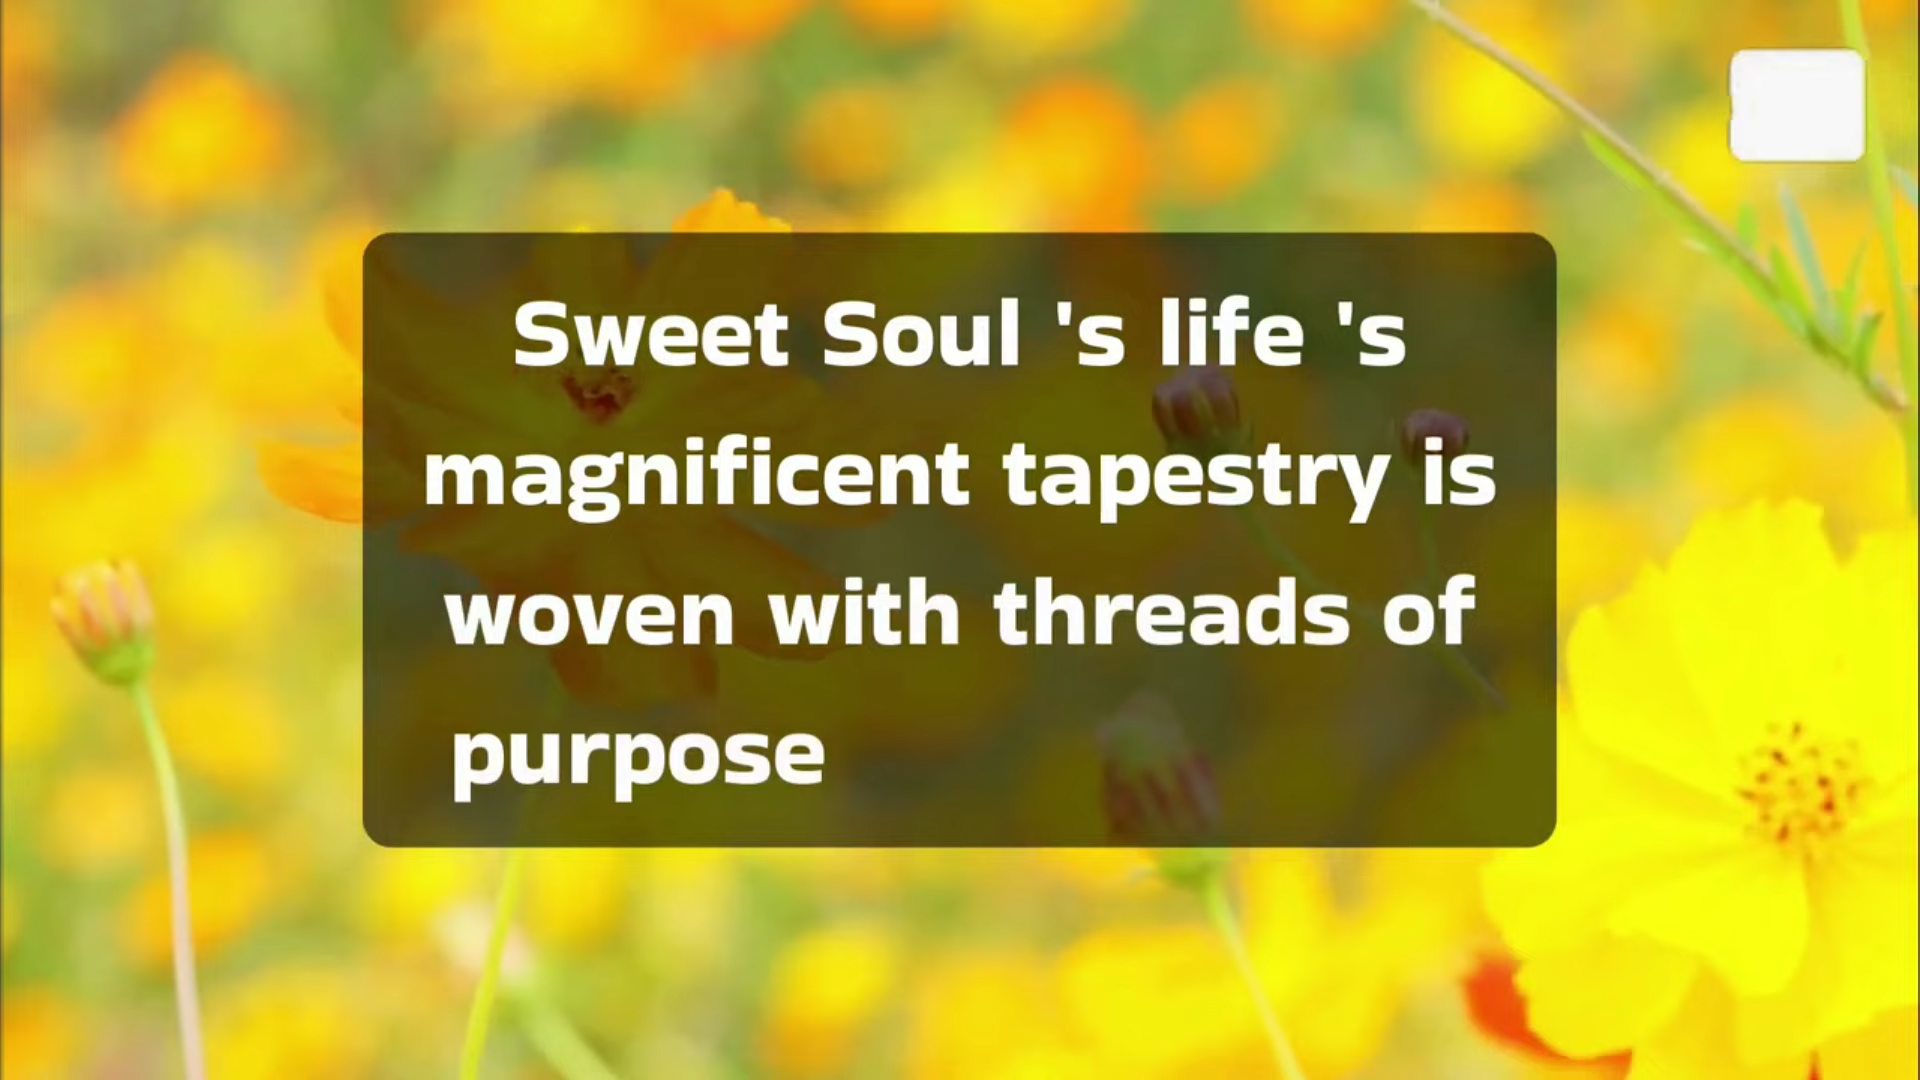 Sweet Soul 's life 's
magnificent tapestry is
woven with threads of
purpose